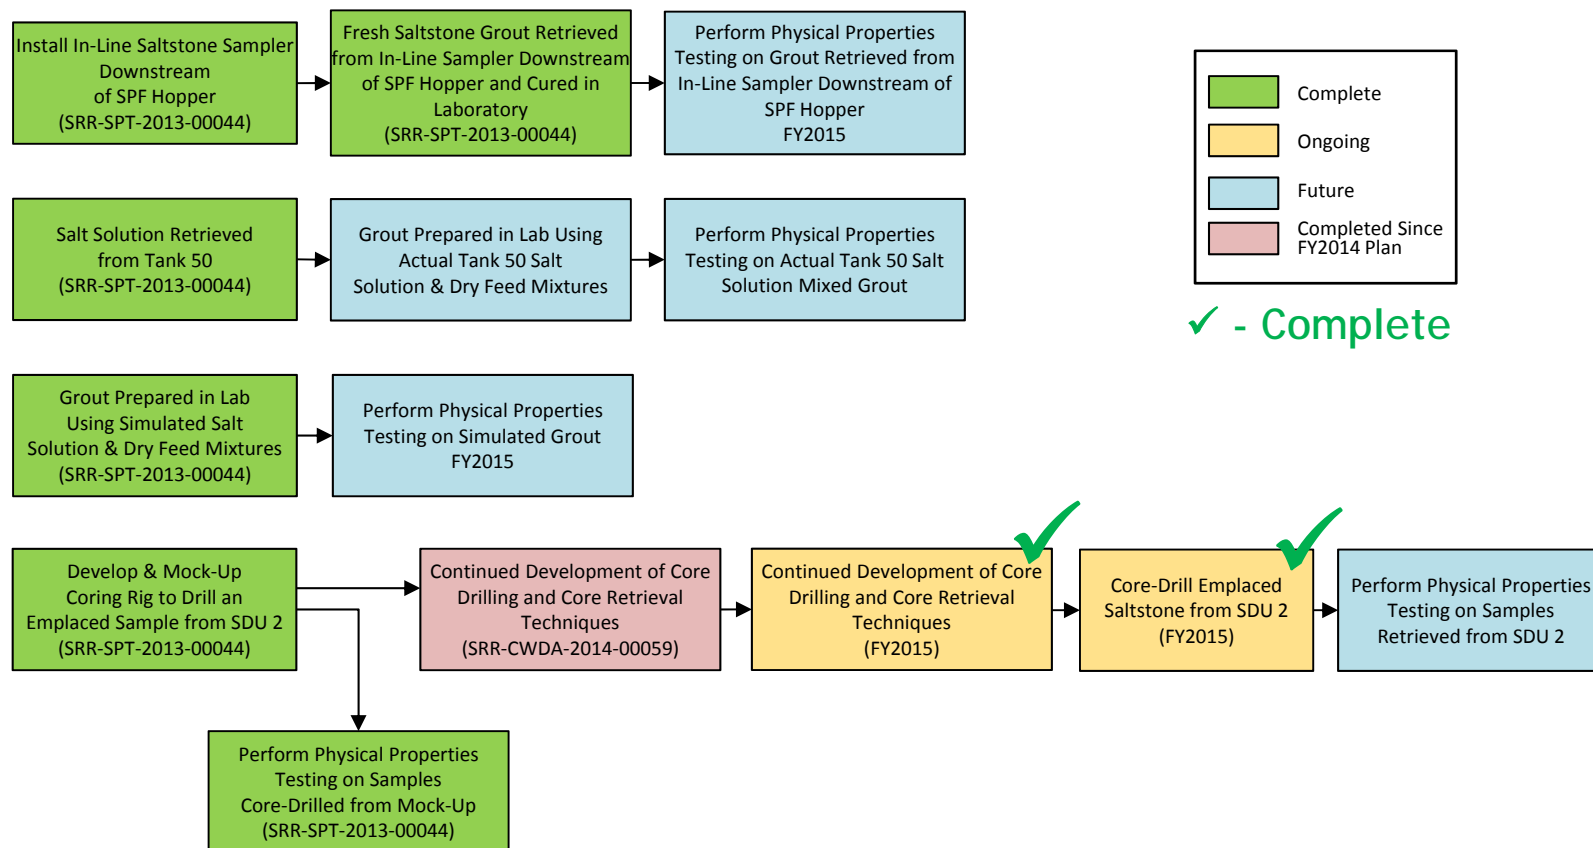 Install In-Line Saltstone Sampler
Downstream
of SPF Hopper
(SRR-SPT-2013-00044)
Fresh Saltstone Grout Retrieved
from In-Line Sampler Downstream
of SPF Hopper and Cured in
Laboratory
(SRR-SPT-2013-00044)
Perform Physical Properties
Testing on Grout Retrieved from
In-Line Sampler Downstream of
SPF Hopper
FY2015
Complete
Ongoing
Future
Completed Since
FY2014 Plan
✓ - Complete
Salt Solution Retrieved
from Tank 50
(SRR-SPT-2013-00044)
Grout Prepared in Lab Using
Actual Tank 50 Salt
Solution & Dry Feed Mixtures
Perform Physical Properties
Testing on Actual Tank 50 Salt
Solution Mixed Grout
Grout Prepared in Lab
Using Simulated Salt
Solution & Dry Feed Mixtures
(SRR-SPT-2013-00044)
Perform Physical Properties
Testing on Simulated Grout
FY2015
Develop & Mock-Up
Coring Rig to Drill an
Emplaced Sample from SDU 2
(SRR-SPT-2013-00044)
Continued Development of Core
Drilling and Core Retrieval
Techniques
(SRR-CWDA-2014-00059)
Continued Development of Core
Drilling and Core Retrieval
Techniques
(FY2015)
Core-Drill Emplaced
Saltstone from SDU 2
(FY2015)
Perform Physical Properties
Testing on Samples
Retrieved from SDU 2
Perform Physical Properties
Testing on Samples
Core-Drilled from Mock-Up
(SRR-SPT-2013-00044)